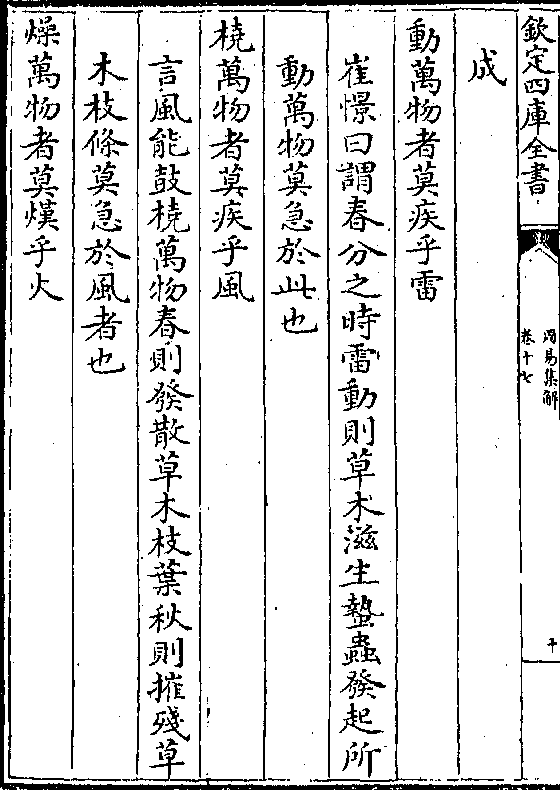 欽定四庫全書
周易集解
卷十七
十
成
動萬物者莫疾乎雷
崔憬曰謂春分之時雷動則草木滋生蟄蟲發起所
動萬物莫急於此也
橈萬物者莫疾乎風
言風能鼓橈萬物春則發散草木枝葉秋則摧殘草
木枝條莫急於風者也
燥萬物者莫熯乎火